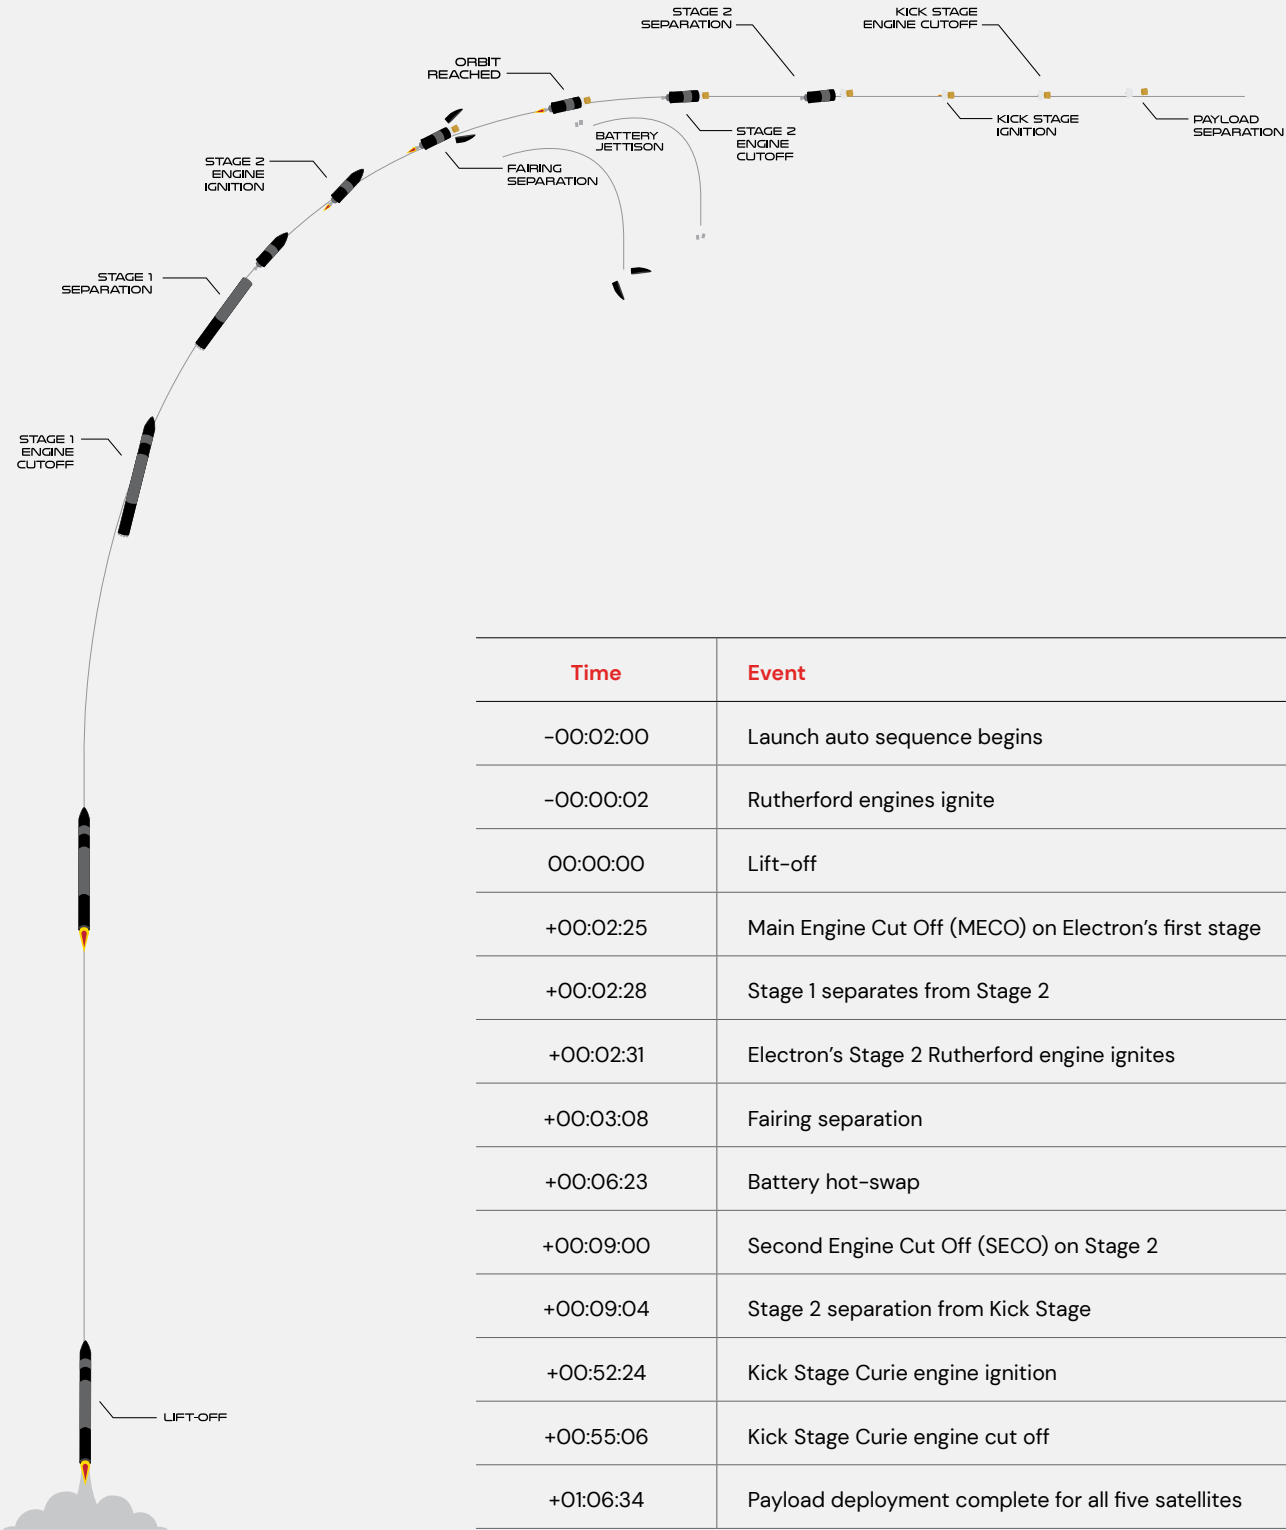 STAGE 2
SEPARATION
KICK STAGE
ENGINE CUTOFF
ORBIT
REACHED
KICK STAGE
IGNITION
PAYLOAD
SEPARATION
BATTERY
JETTISON
STAGE 2
ENGINE
CUTOFF
STAGE 2
ENGINE
IGNITION
FAIRING
SEPARATION
STAGE 1
SEPARATION
STAGE 1
ENGINE
CUTOFF
LIFT-OFF
Time Event
-00:02:00 Launch auto sequence begins
-00:00:02 Rutherford engines ignite
00:00:00 Lift-off
+00:02:25 Main Engine Cut Off (MECO) on Electron's first stage
+00:02:28 Stage 1 separates from Stage 2
+00:02:31 Electron's Stage 2 Rutherford engine ignites
+00:03:08 Fairing separation
+00:06:23 Battery hot-swap
+00:09:00 Second Engine Cut Off (SECO) on Stage 2
+00:09:04 Stage 2 separation from Kick Stage
+00:52:24 Kick Stage Curie engine ignition
+00:55:06 Kick Stage Curie engine cut off
+01:06:34 Payload deployment complete for all five satellites